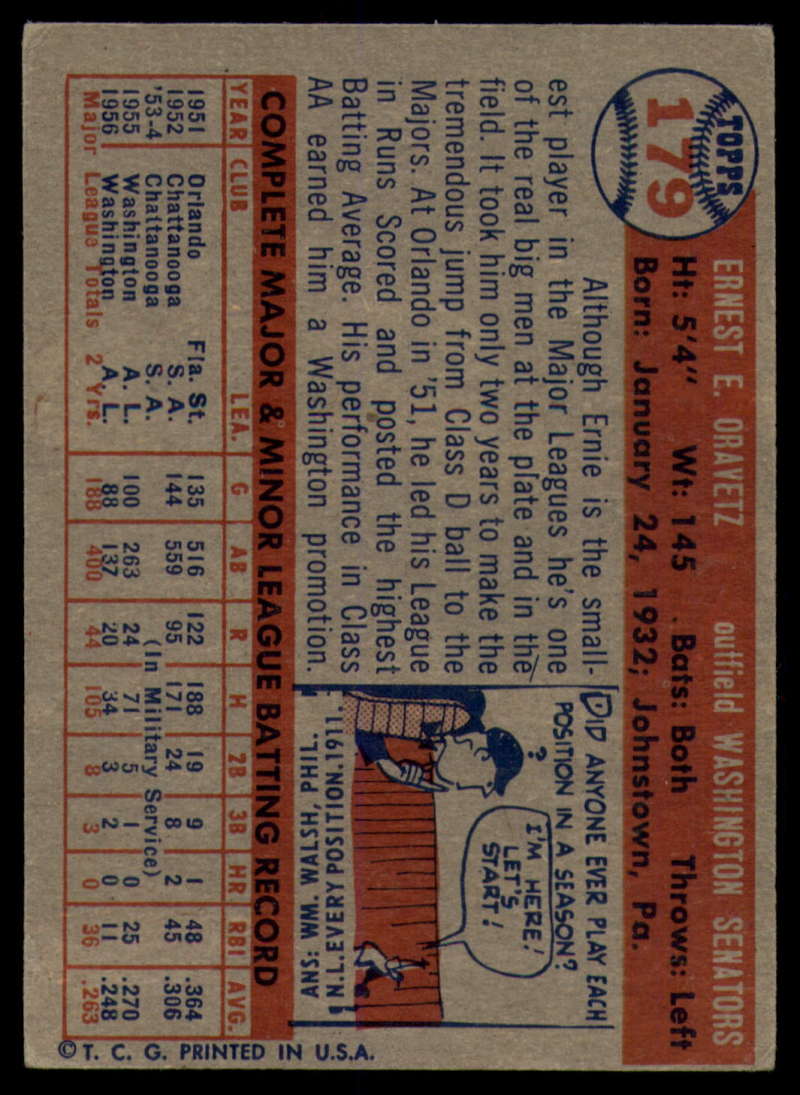 TOPPS
179
ERNEST E. ORAVETZ outfield WASHINGTON SENATORS
Ht: 5'4" Wt: 145 Bats: Both Throws: Left
Born: January 24, 1932; Johnstown, Pa.
Although Ernie is the small-
est player in the Major Leagues he's one
of the real big men at the plate and in the
field. It took him only two years to make the
tremendous jump from Class D ball to the
Majors. At Orlando in '51, he led his League
in Runs Scored and posted the highest
Batting Average. His performance in Class
AA earned him a Washington promotion.
DID ANYONE EVER PLAY EACH
POSITION IN A SEASON?
?
I'M HERE!
LET'S
START!
ANS: WM. WALSH, PHIL.
N.L. EVERY POSITION. 1911.
COMPLETE MAJOR & MINOR LEAGUE BATTING RECORD
YEAR CLUB LEA. G AB R H 2B 3B HR RBI AVG.
1951 Orlando Fla. St. 135 516 122 188 19 9 1 48 .364
1952 Chattanooga S. A. 144 559 95 171 24 8 2 45 .306
'53-4 Chattanooga S. A. (In Military Service)
1955 Washington A. L. 100 263 24 71 5 1 0 25 .270
1956 Washington A. L. 88 137 20 34 3 2 0 11 .248
Major League Totals 2 Yrs. 188 400 44 105 8 3 0 36 .263
© T. C. G. PRINTED IN U.S.A.